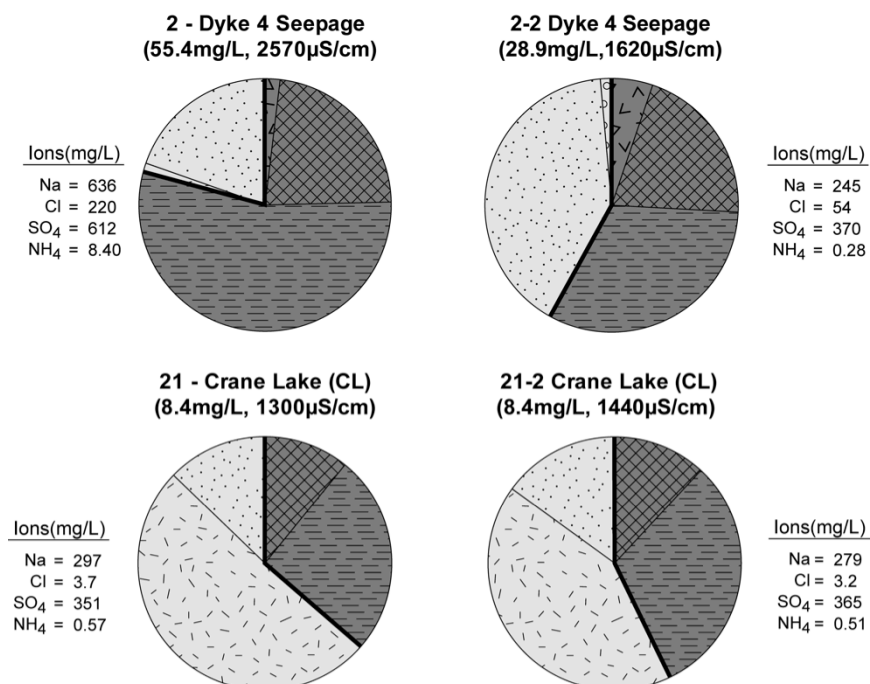 2 - Dyke 4 Seepage
(55.4mg/L, 2570µS/cm)
Ions(mg/L)
Na = 636
Cl = 220
SO4 = 612
NH4 = 8.40
2-2 Dyke 4 Seepage
(28.9mg/L,1620µS/cm)
Ions(mg/L)
Na = 245
Cl = 54
SO4 = 370
NH4 = 0.28
21 - Crane Lake (CL)
(8.4mg/L, 1300µS/cm)
Ions(mg/L)
Na = 297
Cl = 3.7
SO4 = 351
NH4 = 0.57
21-2 Crane Lake (CL)
(8.4mg/L, 1440µS/cm)
Ions(mg/L)
Na = 279
Cl = 3.2
SO4 = 365
NH4 = 0.51